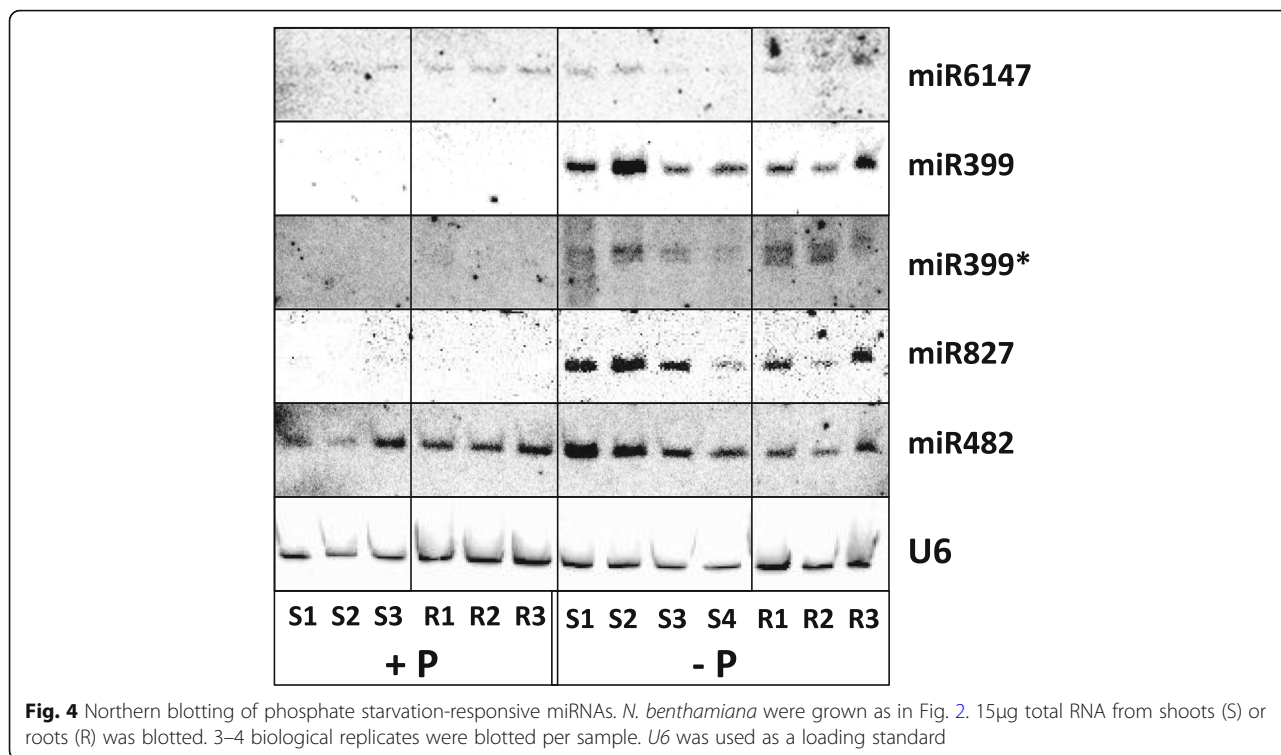 miR6147
miR399
miR399*
miR827
miR482
U6
S1 S2 S3 R1 R2 R3 S1 S2 S3 S4 R1 R2 R3
+ P - P
Fig. 4 Northern blotting of phosphate starvation-responsive miRNAs. N. benthamiana were grown as in Fig. 2. 15µg total RNA from shoots (S) or
roots (R) was blotted. 3–4 biological replicates were blotted per sample. U6 was used as a loading standard